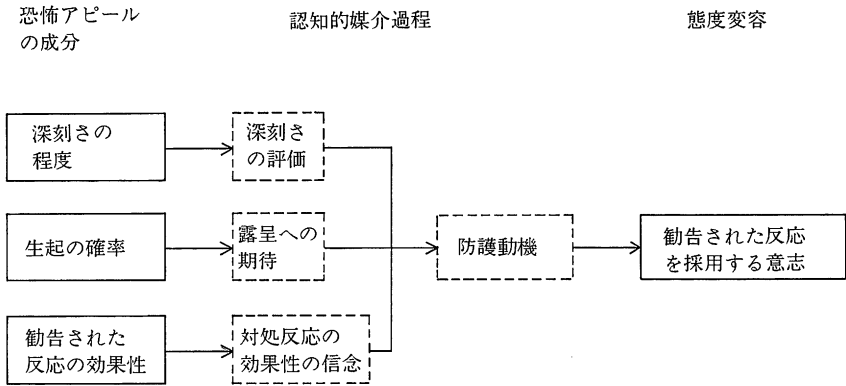 恐怖アピール
の成分
認知的媒介過程
態度変容
深刻さの
程度
深刻さ
の評価
生起の確率
露呈への
期待
防護動機
勧告された反応
を採用する意志
勧告された
反応の効果性
対処反応の
効果性の信念